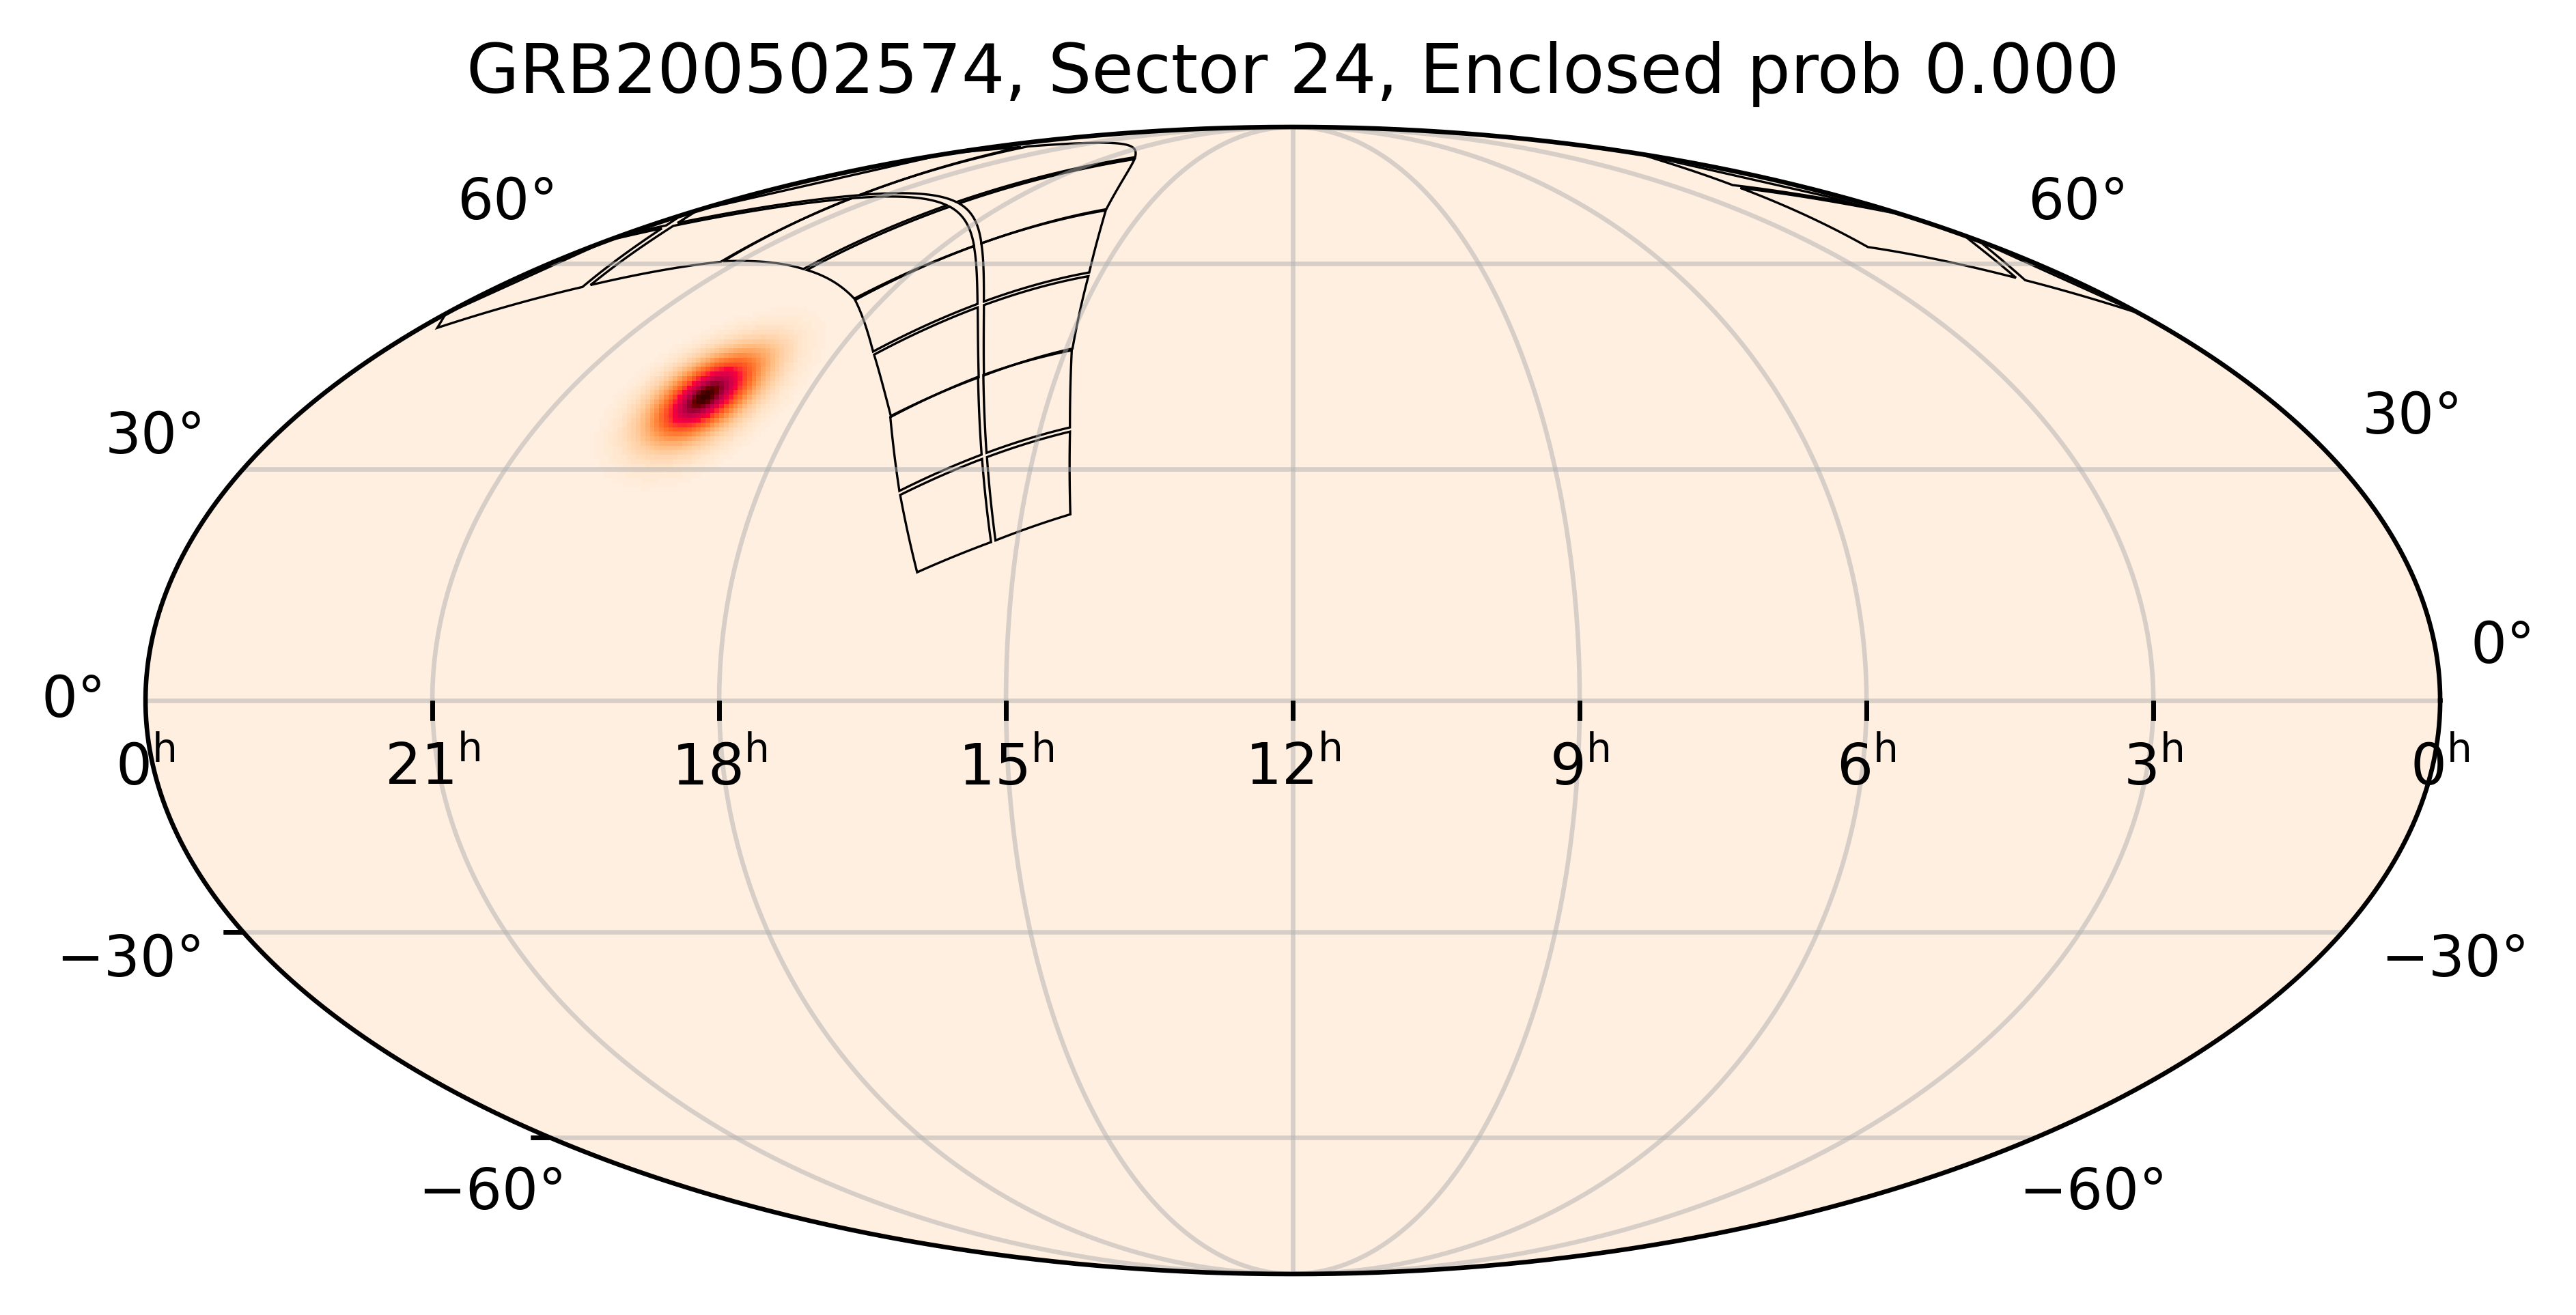 GRB200502574, Sector 24, Enclosed prob 0.000
60° 60°
30° 30°
0° 0°
0h 21h 18h 15h 12h 9h 6h 3h 0h
−30° −30°
−60° −60°